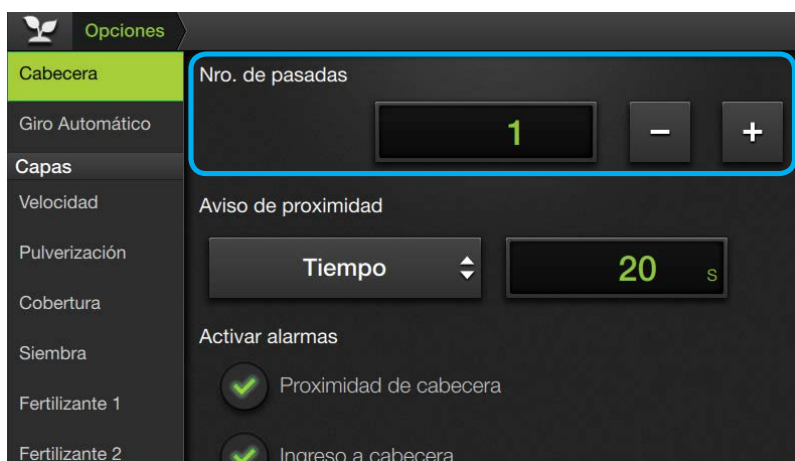 Opciones
Cabecera
Giro Automático
Capas
Velocidad
Pulverización
Cobertura
Siembra
Fertilizante 1
Fertilizante 2
Nro. de pasadas
1 - +
Aviso de proximidad
Tiempo 20 s
Activar alarmas
Proximidad de cabecera
Ingreso a cabecera